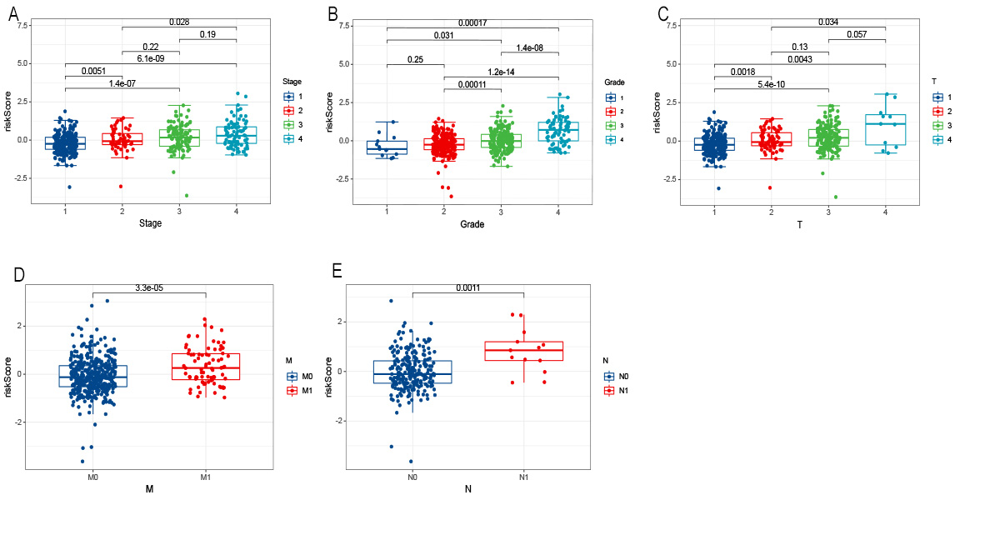 A
riskScore
7.5
5.0
2.5
0.0
-2.5
0.028
0.19
0.22
6.1e-09
0.0051
1.4e-07
1
2
3
4
Stage
Stage
1
2
3
4
B
riskScore
7.5
5.0
2.5
0.0
-2.5
0.00017
0.031
1.4e-08
0.25
1.2e-14
0.00011
1
2
3
4
Grade
Grade
1
2
3
4
C
riskScore
7.5
5.0
2.5
0.0
-2.5
0.034
0.057
0.13
0.0043
0.0018
5.4e-10
1
2
3
4
T
T
1
2
3
4
D
riskScore
2
0
-2
3.3e-05
M0
M1
M
M
M0
M1
E
riskScore
2
0
-2
0.0011
N0
N1
N
N
N0
N1